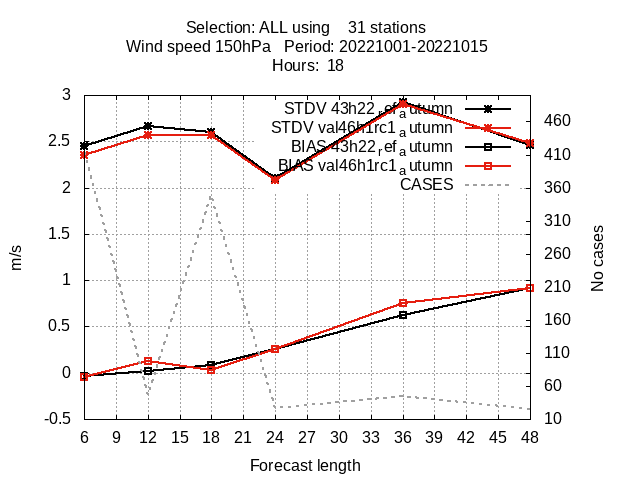 Selection: ALL using 31 stations
Wind speed 150hPa Period: 20221001-20221015
Hours: 18
STDV 43h22_ref_autumn
STDV val46h1rc1_autumn
BIAS 43h22_ref_autumn
BIAS val46h1rc1_autumn
CASES
3
2.5
2
1.5
1
0.5
0
-0.5
m/s
460
410
360
310
260
210
160
110
60
10
No cases
6 9 12 15 18 21 24 27 30 33 36 39 42 45 48
Forecast length